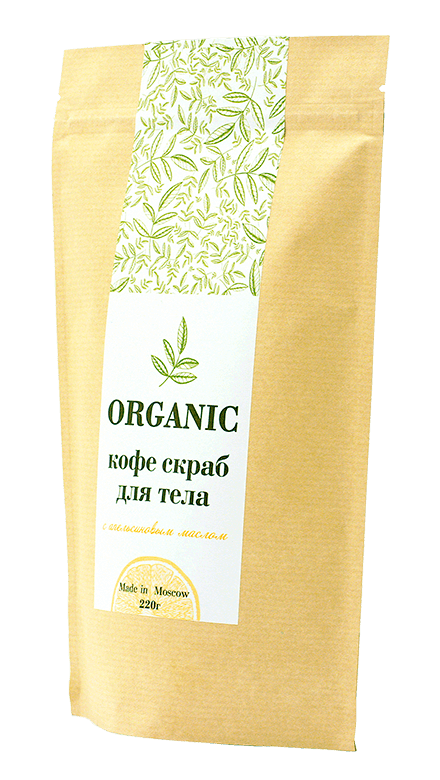 ORGANIC
кофе скраб
для тела
с апельсиновым маслом
Made in Moscow
220г